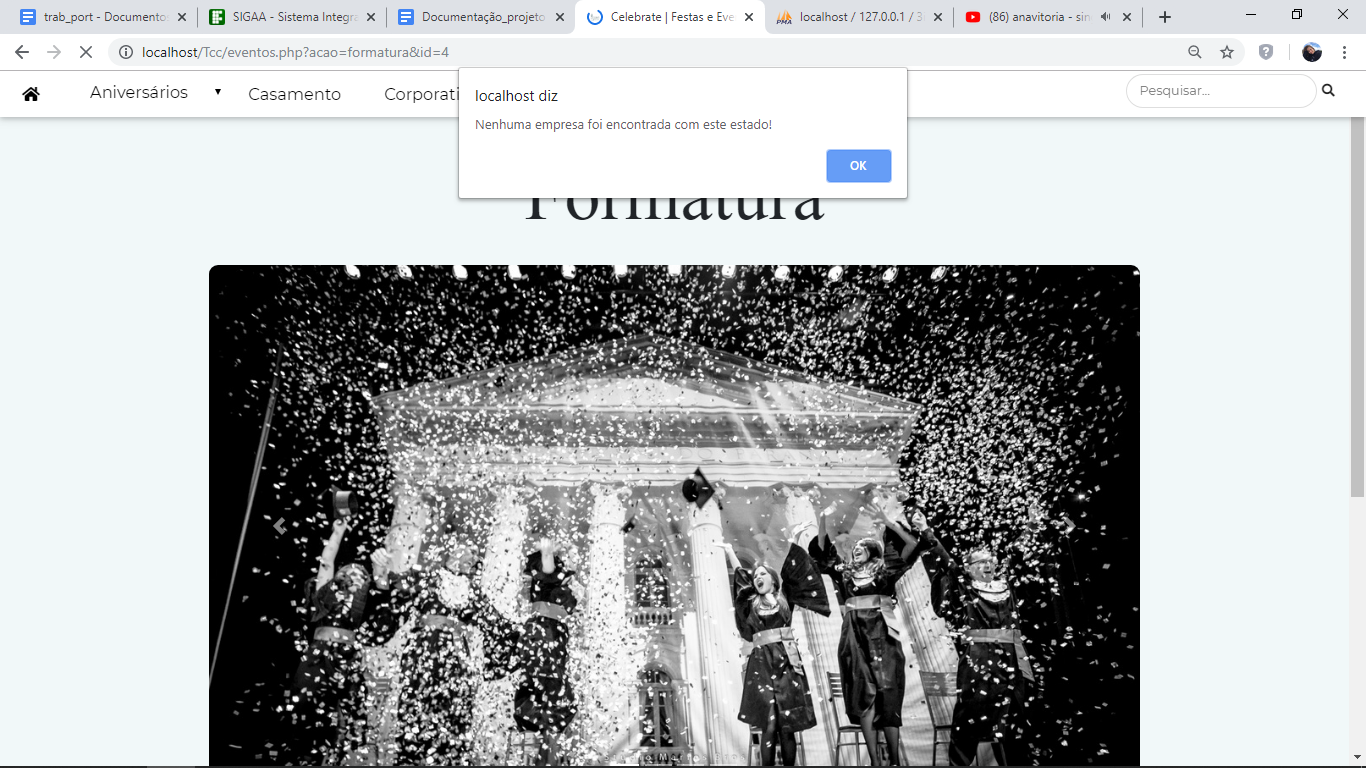 trab_port - Documentos
SIGAA - Sistema Integra
Documentação_projeto
Celebrate | Festas e Eve
localhost / 127.0.0.1 /
(86) anavitoria - sin
localhost/Tcc/eventos.php?acao=formatura&id=4
Aniversários ▼ Casamento Corporati
Pesquisar...
localhost diz
Nenhuma empresa foi encontrada com este estado!
OK
Formatura